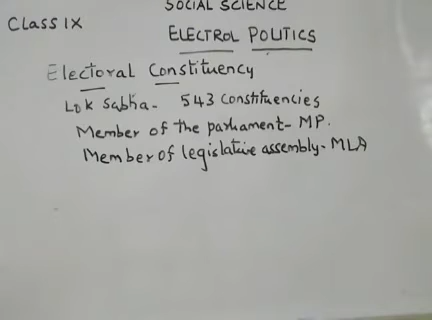 SOCIAL SCIENCE
Class IX
ELECTROL POLITICS
Electoral Constituency
Lok Sabha- 543 Constituencies
Member of the parliament- MP.
Member of legislative assembly- MLA